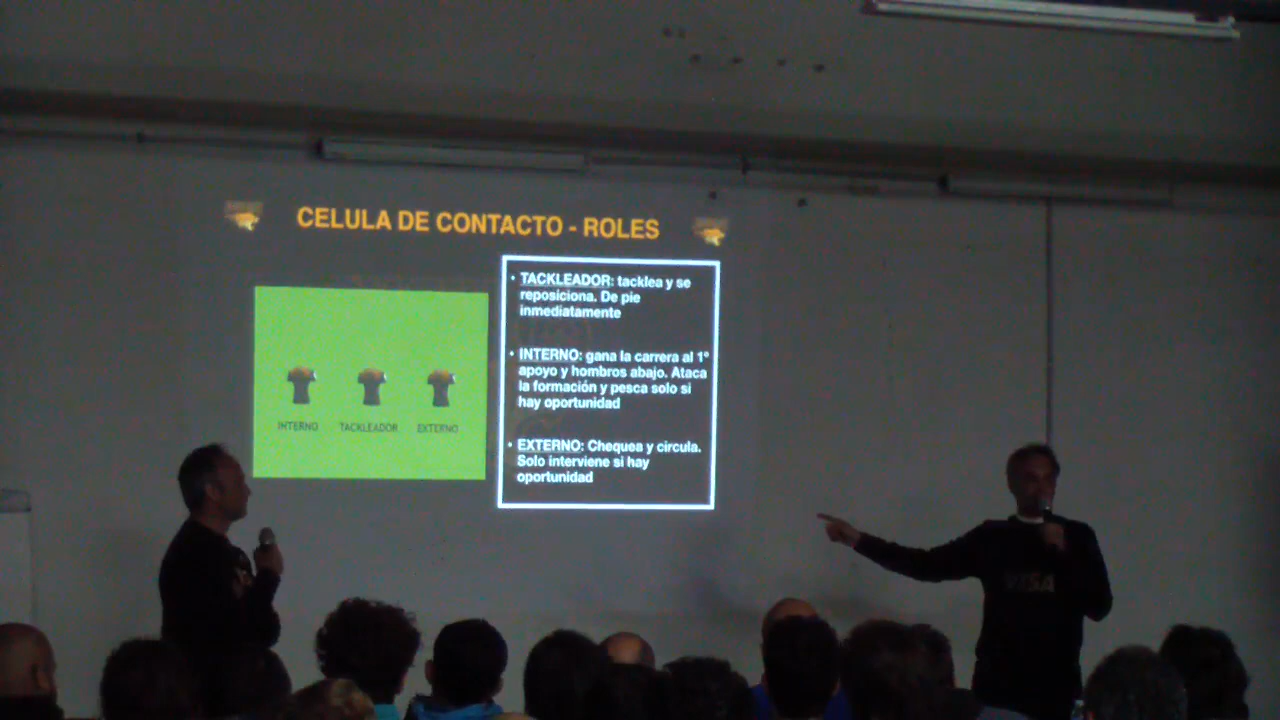 CELULA DE CONTACTO - ROLES
• TACKLEADOR: tacklea y se
reposiciona. De pie
inmediatamente
• INTERNO: gana la carrera al 1°
apoyo y hombros abajo. Ataca
la formación y pesca solo si
hay oportunidad
• EXTERNO: Chequea y circula.
Solo interviene si hay
oportunidad
INTERNO TACKLEADOR EXTERNO
VISA